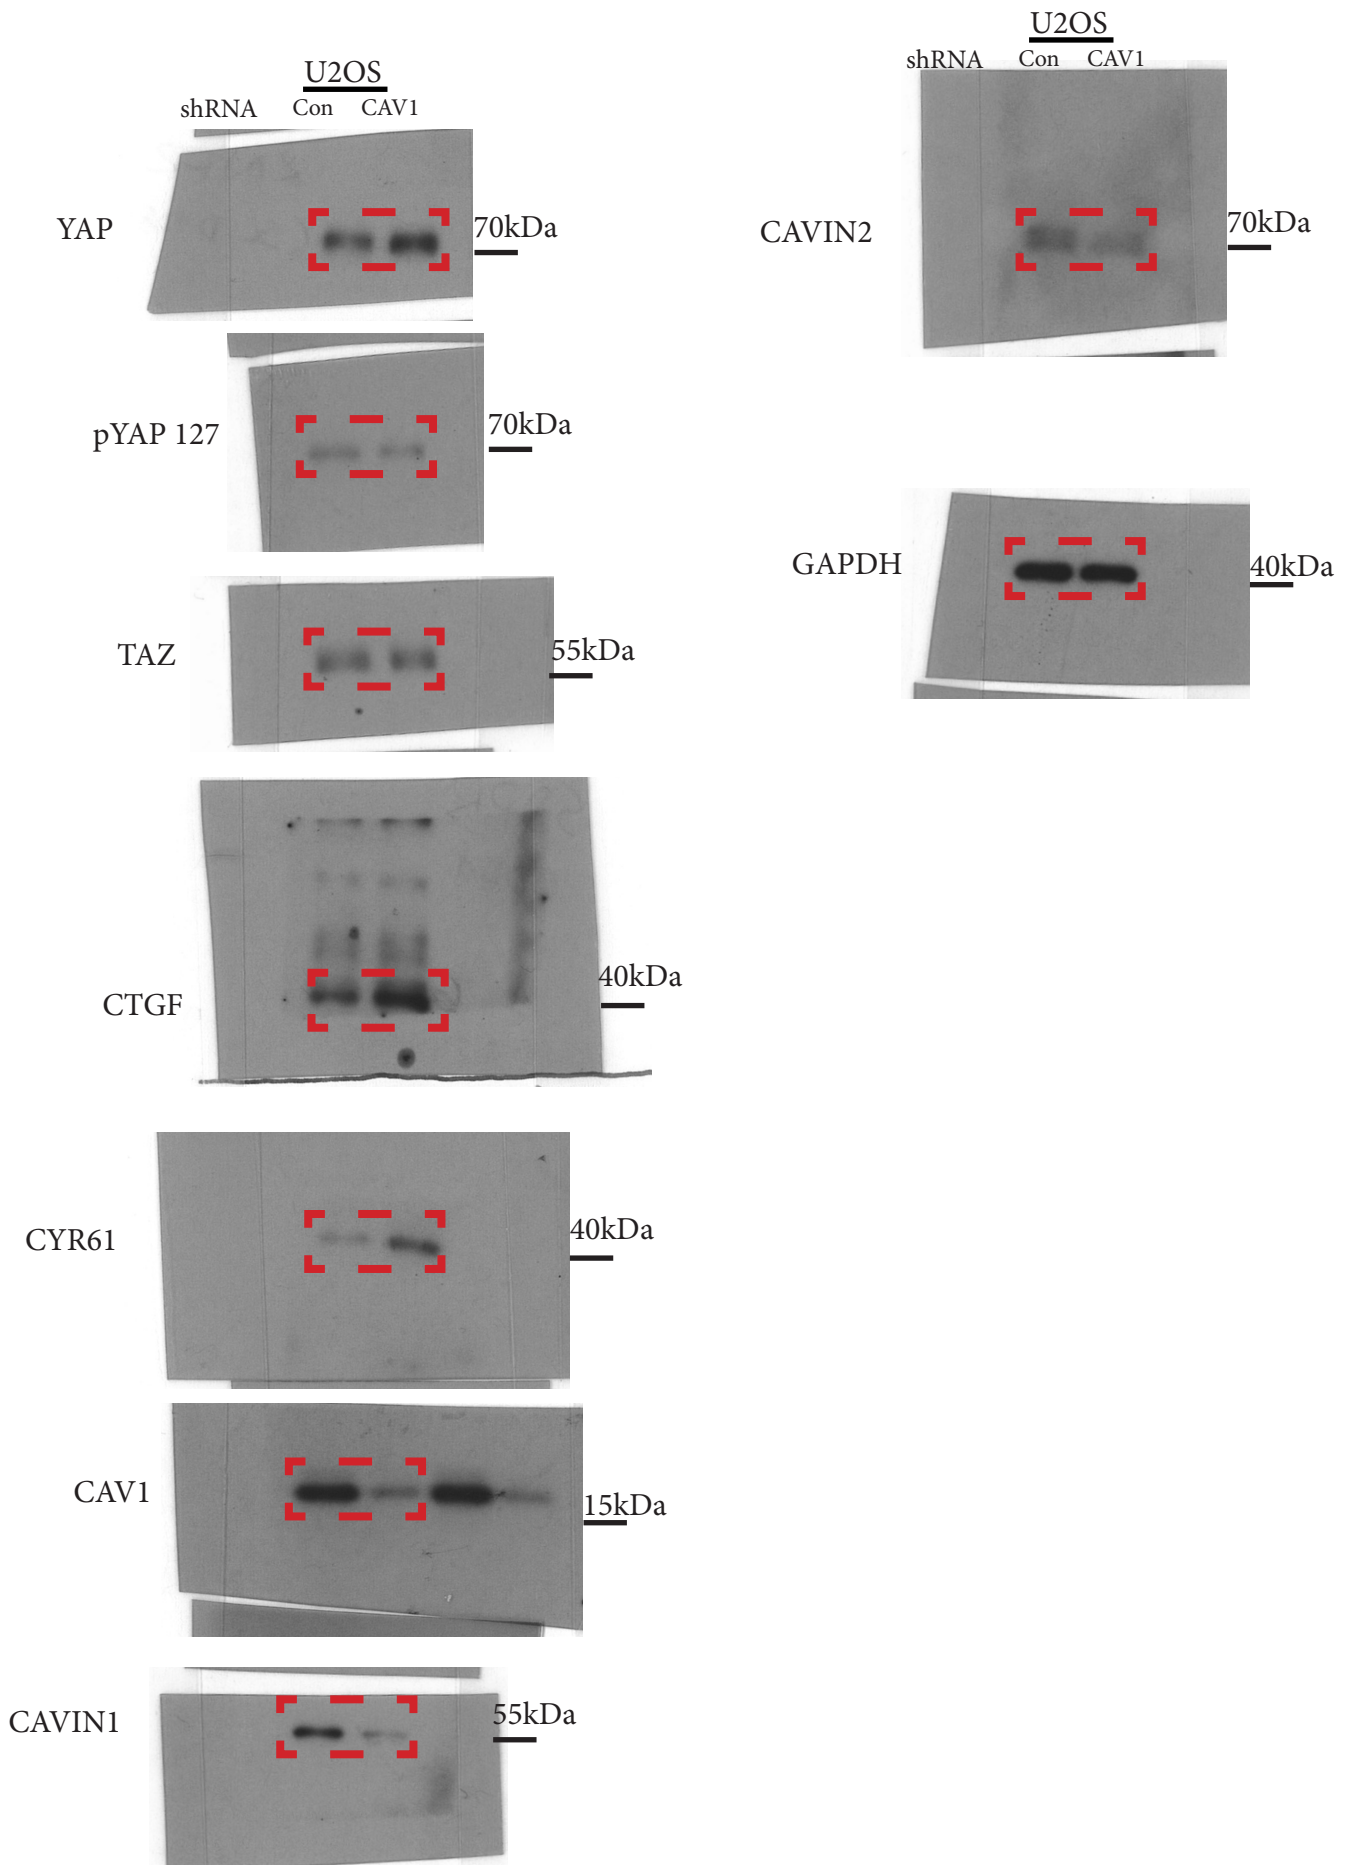 U2OS
shRNA Con CAV1
YAP 70kDa
pYAP 127 70kDa
TAZ 55kDa
CTGF 40kDa
CYR61 40kDa
CAV1 15kDa
CAVIN1 55kDa
U2OS
shRNA Con CAV1
CAVIN2 70kDa
GAPDH 40kDa